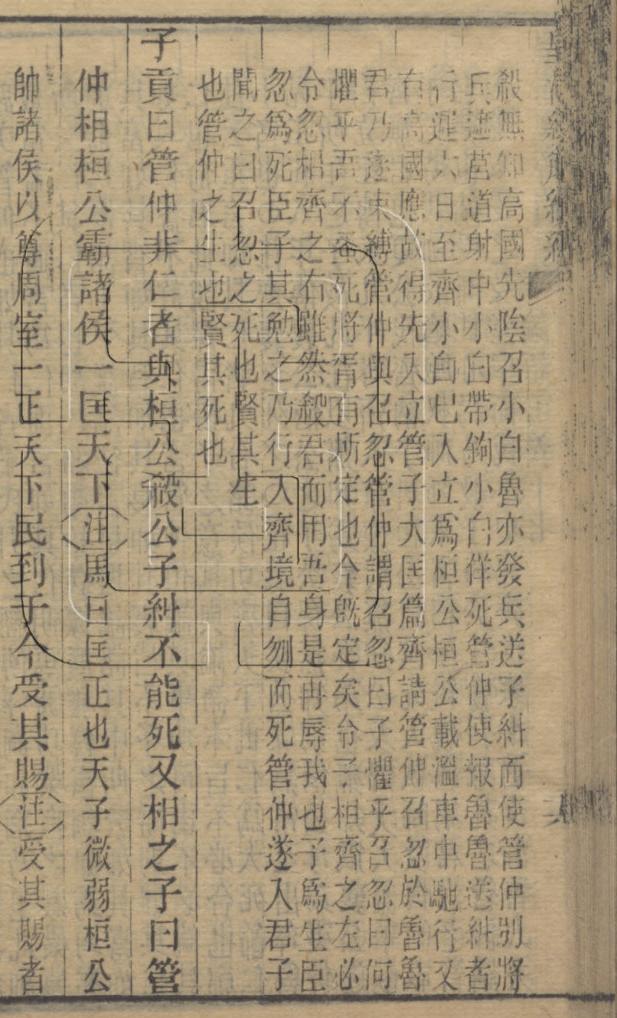 殺無知高國先陰召小白魯亦發兵送子糾而使管仲別將
兵遮莒道射中小白帶鉤小白佯死管仲使報魯魯送糾者
行遲六日至齊小白已入立爲桓公桓公載溫車中馳行又
有高國應故得先入立管子大匡篇齊請管仲召忽於魯魯
君乃遂束縛管仲與召忽管仲謂召忽曰子懼乎召忽曰何
懼乎吾不蚤死將胥有所定也今旣定矣令子相齊之左必
令忽相齊之右雖然殺君而用吾身是再辱我也子爲生臣
忽爲死臣子其勉之乃行入齊境自刎而死管仲遂入君子
聞之曰召忽之死也賢其生
也管仲之生也賢其死也
子貢曰管仲非仁者與桓公殺公子糾不能死又相之子曰管
仲相桓公霸諸侯一匡天下注馬曰匡正也天子微弱桓公
帥諸侯以尊周室一正天下民到于今受其賜注受其賜者